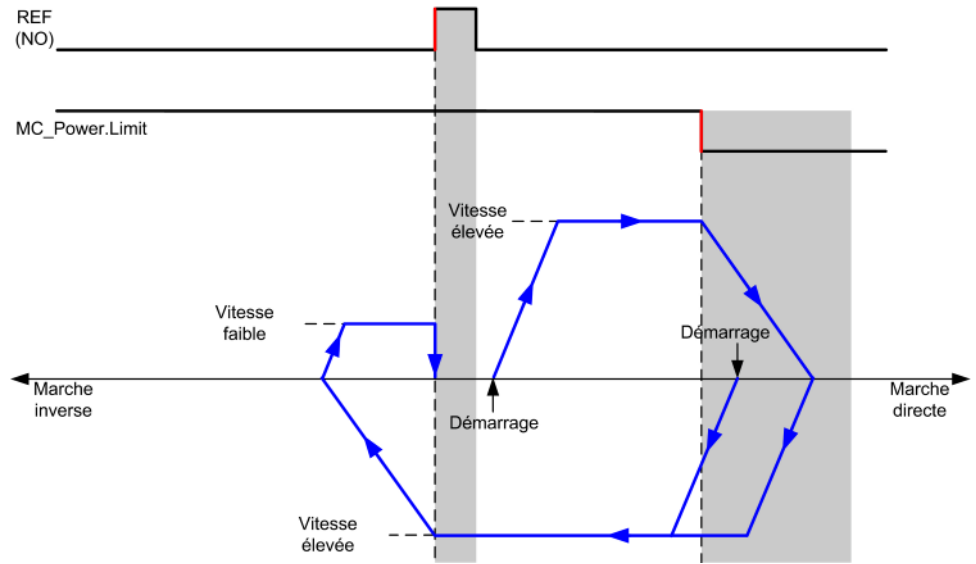 REF
(NO)
MC_Power.Limit
Vitesse
élevée
Vitesse
faible
Démarrage
Marche
inverse
Marche
directe
Démarrage
Vitesse
élevée